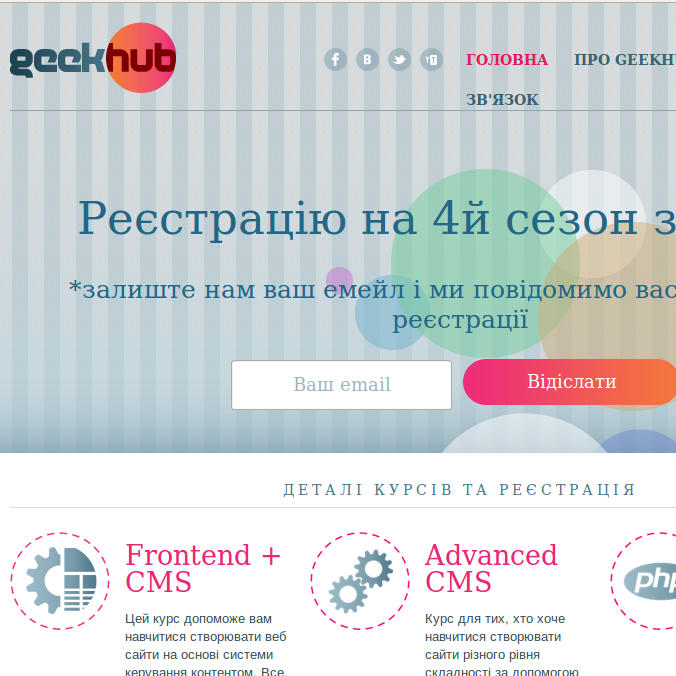 geekhub
ГОЛОВНА
ПРО GEEKH
ЗВ'ЯЗОК
Реєстрацію на 4й сезон з
*залиште нам ваш емейл і ми повідомимо вас
реєстрації
Ваш email
Відіслати
ДЕТАЛІ КУРСІВ ТА РЕЄСТРАЦІЯ
Frontend +
CMS
Цей курс допоможе вам
навчитися створювати веб
сайти на основі системи
керування контентом. Все,
Advanced
CMS
Курс для тих, хто хоче
навчитися створювати
сайти різного рівня
складності за допомогою
php